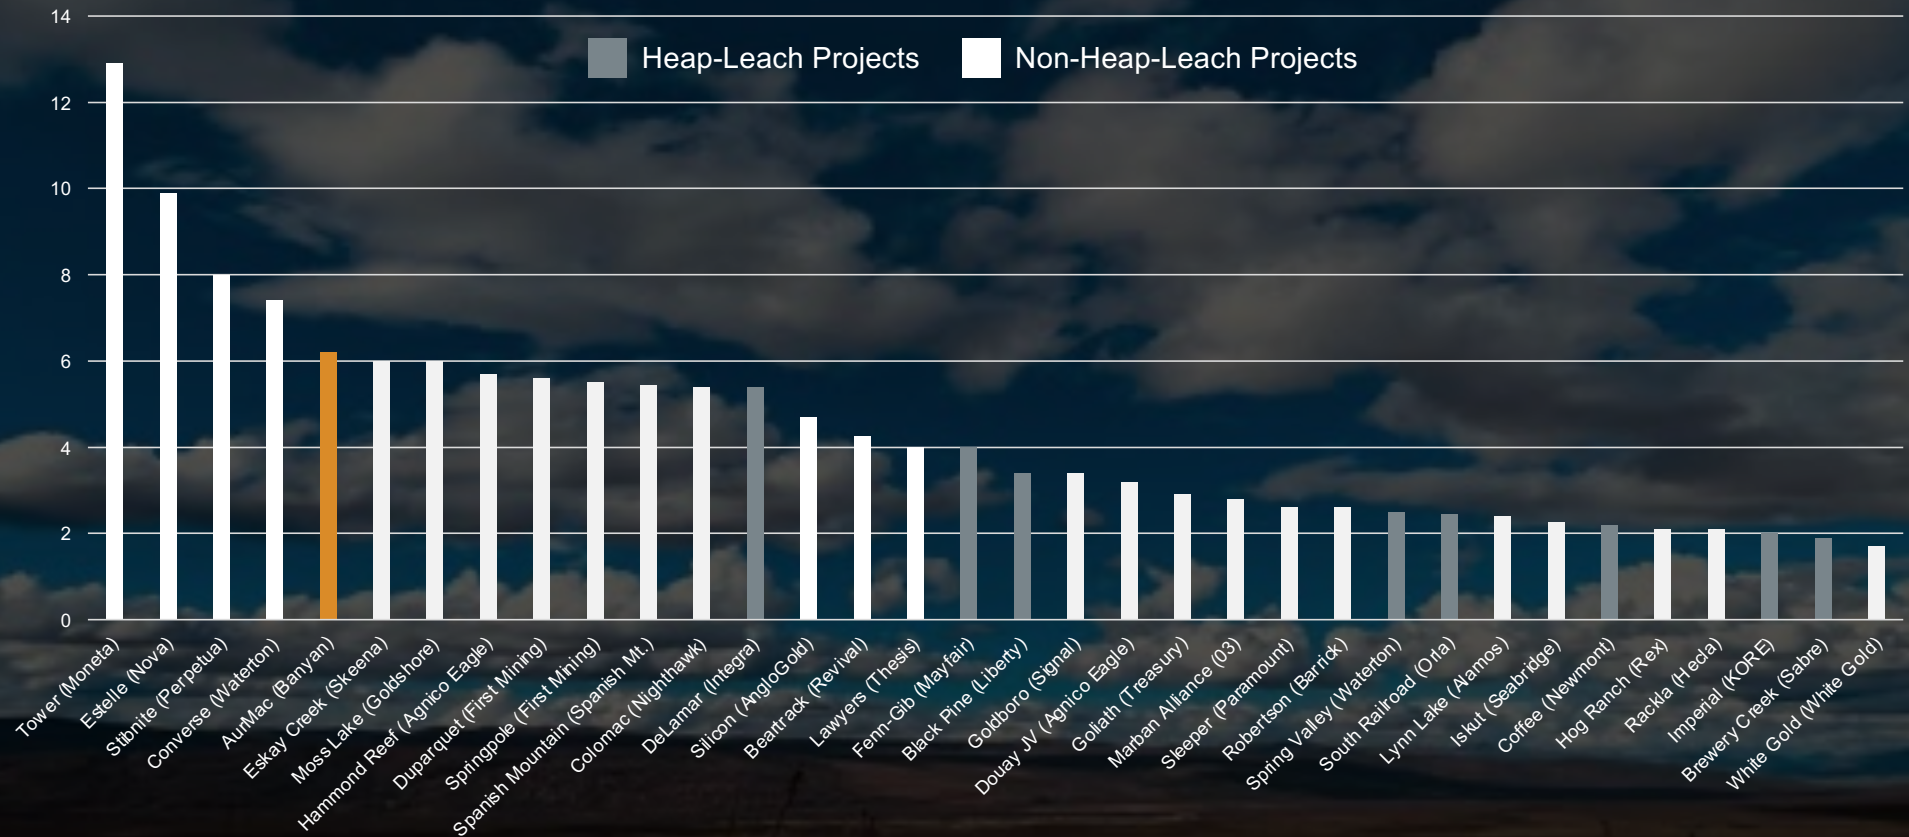 14
Heap-Leach Projects
Non-Heap-Leach Projects
12
10
8
6
4
2
0
Tower (Moneta)
Estelle (Nova)
Stibnite (Perpetua)
Converse (Waterton)
AurMac (Banyan)
Eskay Creek (Skeena)
Moss Lake (Goldshore)
Hammond Reef (Agnico Eagle)
Duparquet (First Mining)
Springpole (First Mining)
Spanish Mountain (Spanish Mt.)
Colomac (Nighthawk)
DeLamar (Integra)
Silicon (AngloGold)
Beartrack (Revival)
Lawyers (Thesis)
Fenn-Gib (Mayfair)
Black Pine (Liberty)
Goldboro (Signal)
Douay JV (Agnico Eagle)
Goliath (Treasury)
Marban Alliance (03)
Sleeper (Paramount)
Robertson (Barrick)
Spring Valley (Waterton)
South Railroad (Orla)
Lynn Lake (Alamos)
Iskut (Seabridge)
Coffee (Newmont)
Hog Ranch (Rex)
Rackla (Hecla)
Imperial (KORE)
Brewery Creek (Sabre)
White Gold (White Gold)